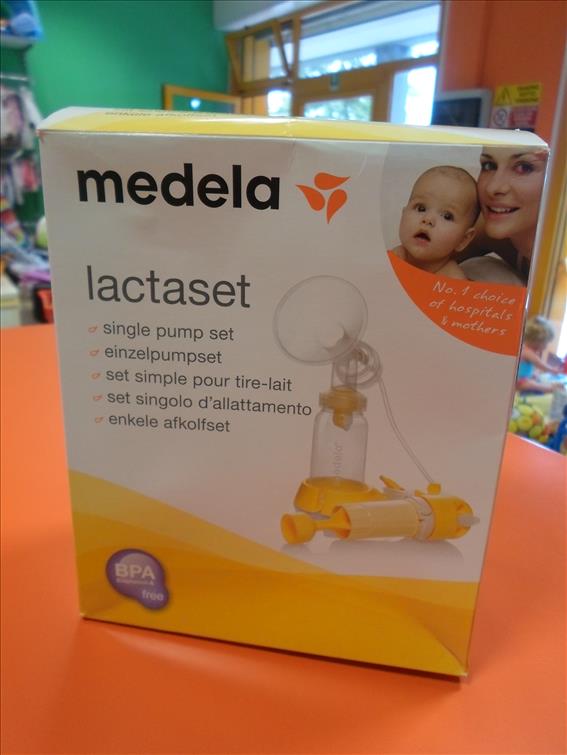 medela
lactaset
single pump set
einzelpumpset
set simple pour tire-lait
set singolo d'allattamento
enkele afkolfset
No. 1 choice
of hospitals
& mothers
medela
BPA
free